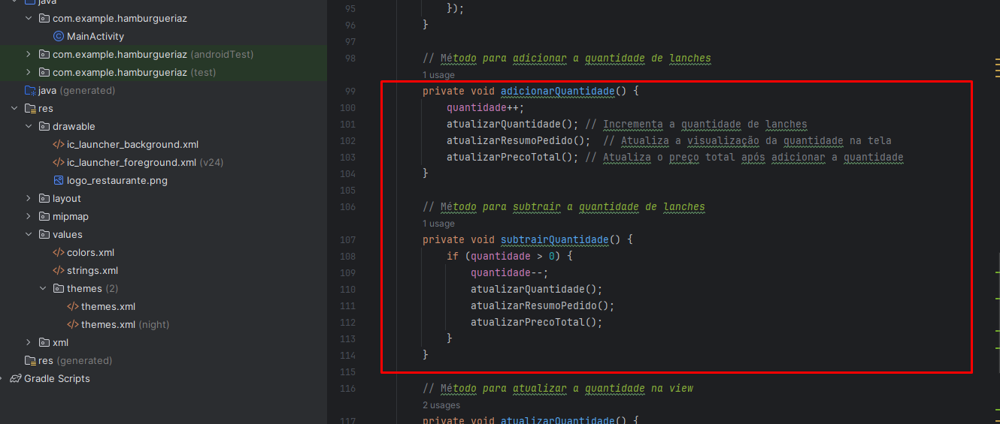 java
com.example.hamburgueriaz
MainActivity
com.example.hamburgueriaz (androidTest)
com.example.hamburgueriaz (test)
java (generated)
res
drawable
ic_launcher_background.xml
ic_launcher_foreground.xml (v24)
logo_restaurante.png
layout
mipmap
values
colors.xml
strings.xml
themes (2)
themes.xml
themes.xml (night)
xml
res (generated)
Gradle Scripts
95 });
96 }
97
98 // Método para adicionar a quantidade de lanches
1 usage
99 private void adicionarQuantidade() {
100 quantidade++;
101 atualizarQuantidade(); // Incrementa a quantidade de lanches
102 atualizarResumoPedido();  // Atualiza a visualização da quantidade na tela
103 atualizarPrecoTotal(); // Atualiza o preço total após adicionar a quantidade
104 }
105
106 // Método para subtrair a quantidade de lanches
1 usage
107 private void subtrairQuantidade() {
108 if (quantidade > 0) {
109 quantidade--;
110 atualizarQuantidade();
111 atualizarResumoPedido();
112 atualizarPrecoTotal();
113 }
114 }
115
116 // Método para atualizar a quantidade na view
2 usages
117 private void atualizarQuantidade() {